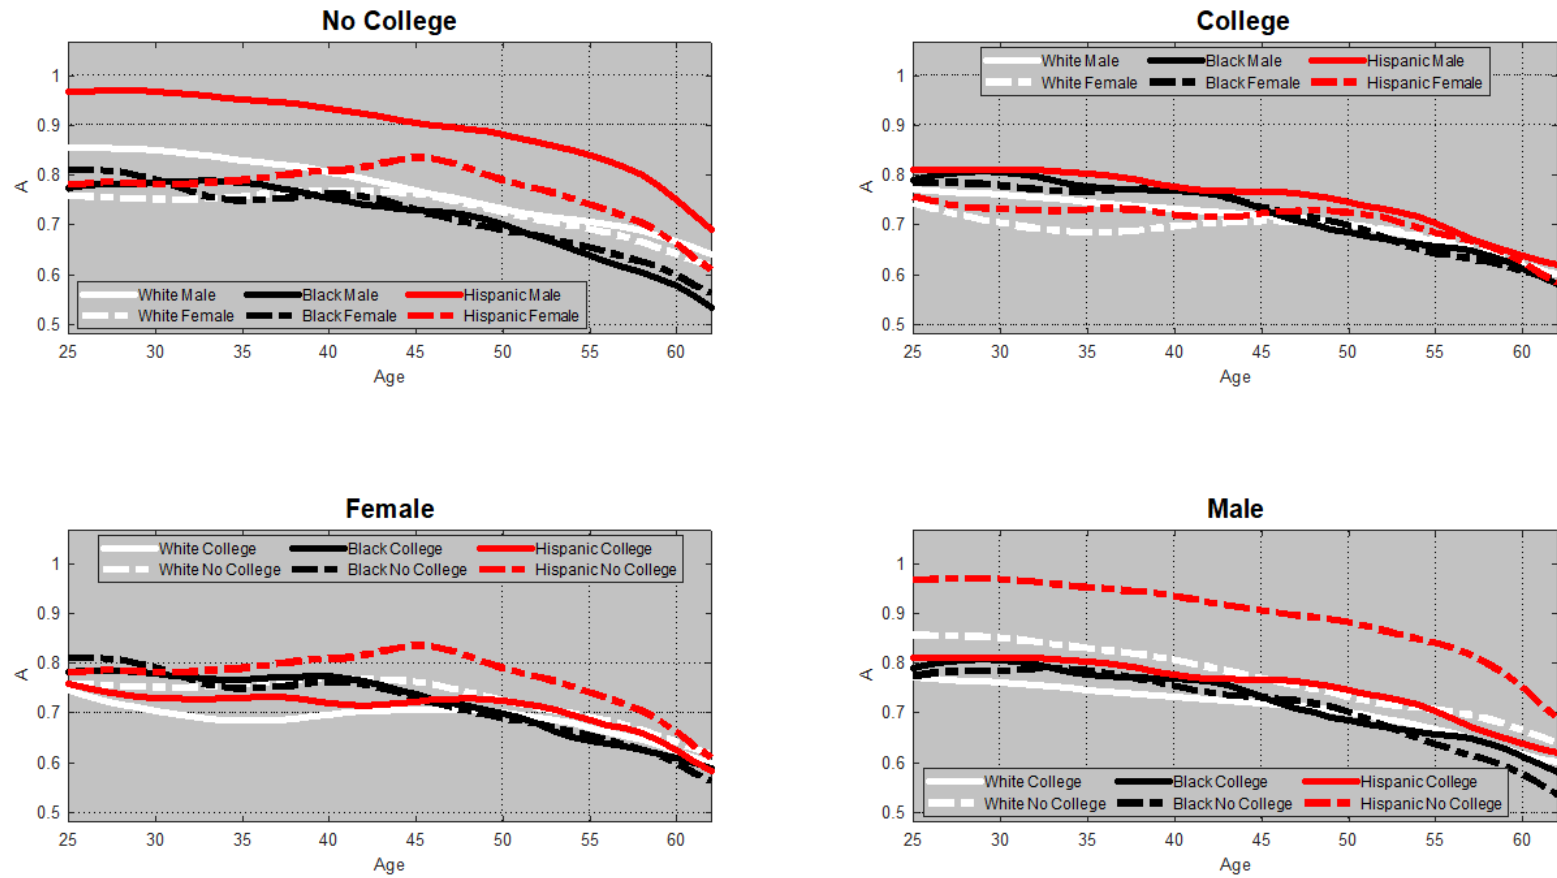 No College
College
1
0.9
0.8
0.7
0.6
0.5
A
White Male Black Male Hispanic Male
White Female Black Female Hispanic Female
25 30 35 40 45 50 55 60
Age
1
0.9
0.8
0.7
0.6
0.5
A
White Male Black Male Hispanic Male
White Female Black Female Hispanic Female
25 30 35 40 45 50 55 60
Age
Female
Male
1
0.9
0.8
0.7
0.6
0.5
A
White College Black College Hispanic College
White No College Black No College Hispanic No College
25 30 35 40 45 50 55 60
Age
1
0.9
0.8
0.7
0.6
0.5
A
White College Black College Hispanic College
White No College Black No College Hispanic No College
25 30 35 40 45 50 55 60
Age